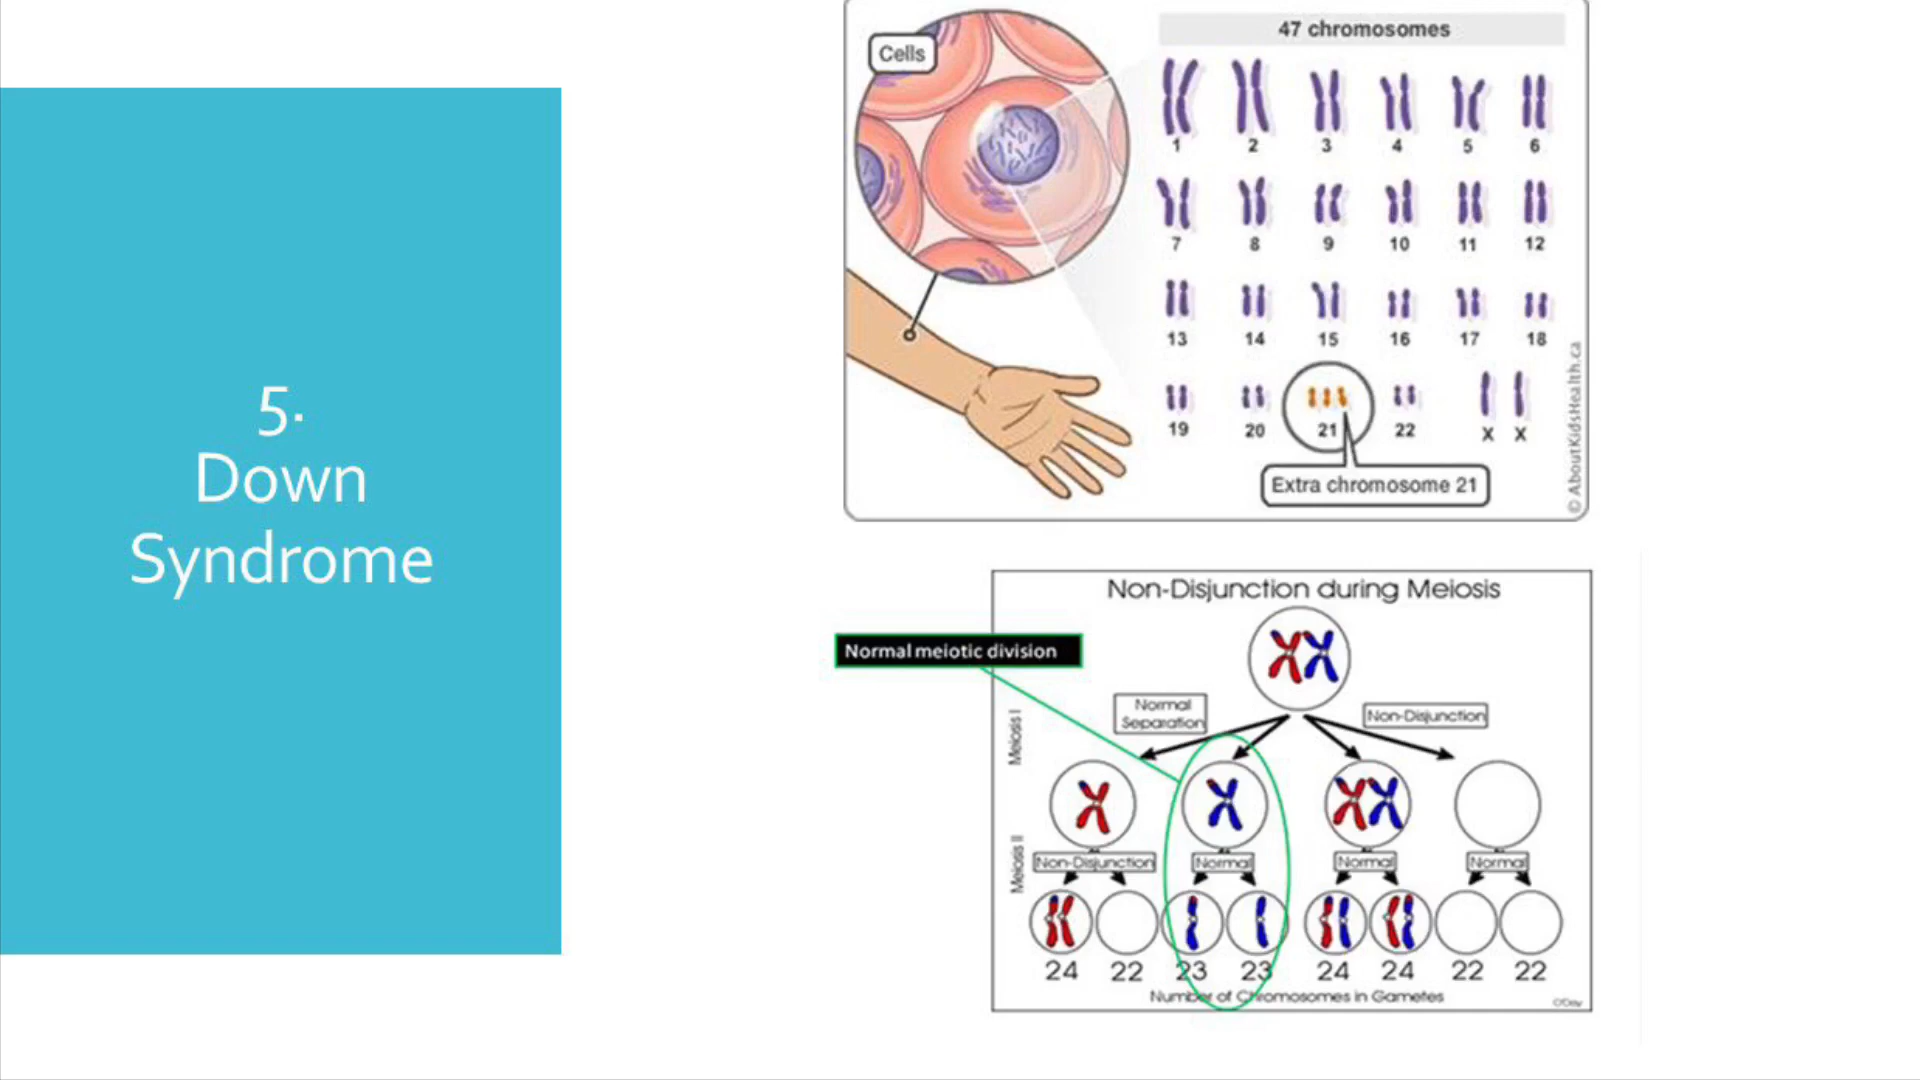 5.
Down
Syndrome
Cells
47 chromosomes
1 2 3 4 5 6
7 8 9 10 11 12
13 14 15 16 17 18
19 20 21 22 X X
Extra chromosome 21
© AboutKidsHealth.ca
Non-Disjunction during Meiosis
Normal meiotic division
Normal
Separation
Non-Disjunction
Meiosis I
Meiosis II
Non-Disjunction Normal Normal Normal
24 22 23 23 24 24 22 22
Number of Chromosomes in Gametes